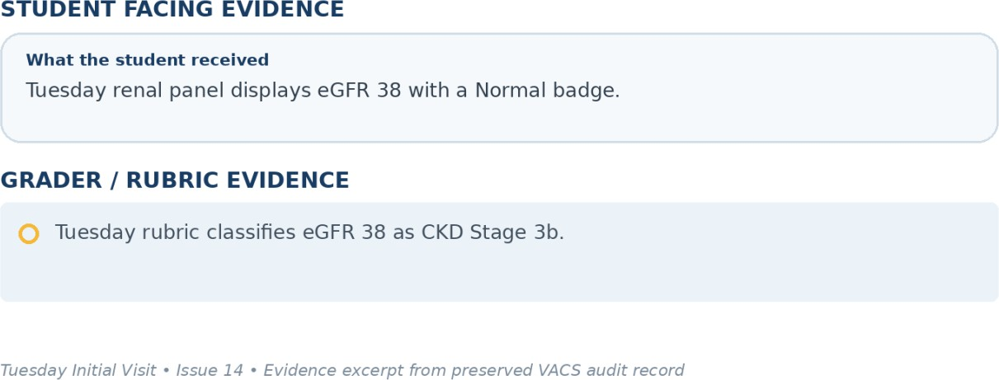 STUDENT FACING EVIDENCE
What the student received
Tuesday renal panel displays eGFR 38 with a Normal badge.
GRADER / RUBRIC EVIDENCE
Tuesday rubric classifies eGFR 38 as CKD Stage 3b.
Tuesday Initial Visit • Issue 14 • Evidence excerpt from preserved VACS audit record